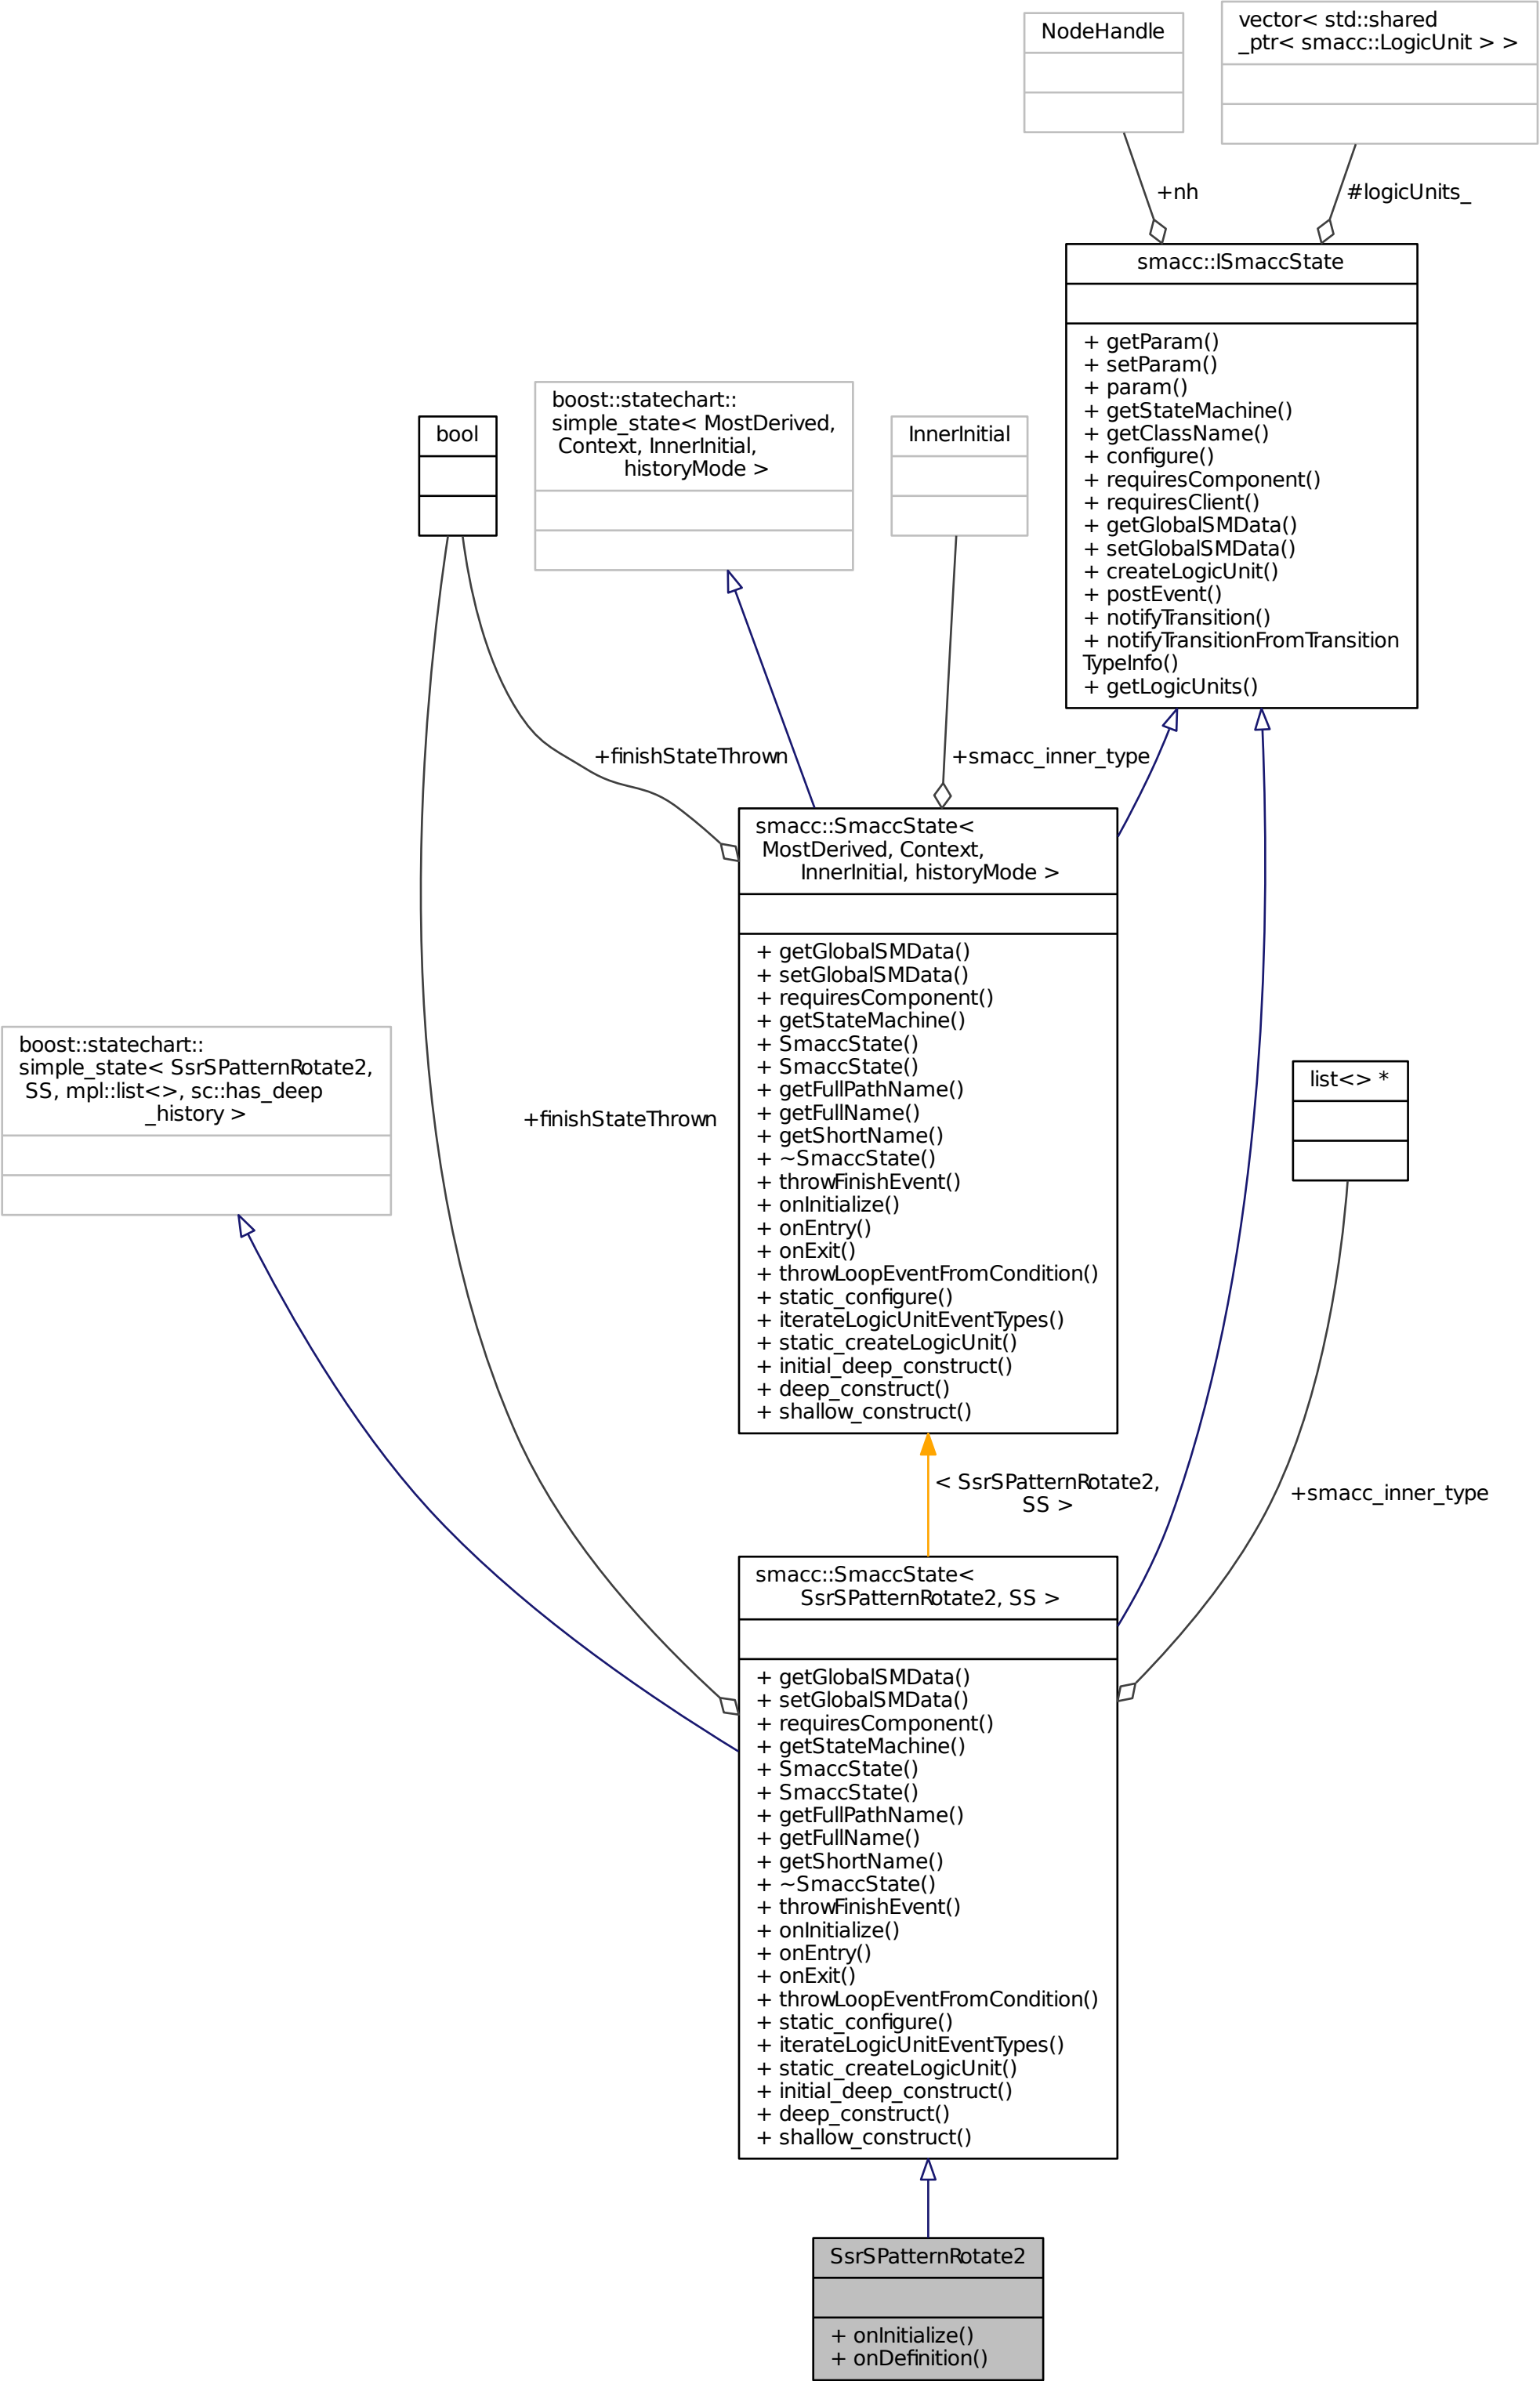 NodeHandle
vector< std::shared
_ptr< smacc::LogicUnit > >
+nh
#logicUnits_
smacc::ISmaccState
+ getParam()
+ setParam()
+ param()
+ getStateMachine()
+ getClassName()
+ configure()
+ requiresComponent()
+ requiresClient()
+ getGlobalSMData()
+ setGlobalSMData()
+ createLogicUnit()
+ postEvent()
+ notifyTransition()
+ notifyTransitionFromTransition
TypeInfo()
+ getLogicUnits()
bool
boost::statechart::
simple_state< MostDerived,
Context, InnerInitial,
historyMode >
InnerInitial
+finishStateThrown
+smacc_inner_type
smacc::SmaccState<
MostDerived, Context,
InnerInitial, historyMode >
+ getGlobalSMData()
+ setGlobalSMData()
+ requiresComponent()
+ getStateMachine()
+ SmaccState()
+ SmaccState()
+ getFullPathName()
+ getFullName()
+ getShortName()
+ ~SmaccState()
+ throwFinishEvent()
+ onInitialize()
+ onEntry()
+ onExit()
+ throwLoopEventFromCondition()
+ static_configure()
+ iterateLogicUnitEventTypes()
+ static_createLogicUnit()
+ initial_deep_construct()
+ deep_construct()
+ shallow_construct()
boost::statechart::
simple_state< SsrSPatternRotate2,
SS, mpl::list<>, sc::has_deep
_history >
+finishStateThrown
list<> *
< SsrSPatternRotate2,
SS >
+smacc_inner_type
smacc::SmaccState<
SsrSPatternRotate2, SS >
+ getGlobalSMData()
+ setGlobalSMData()
+ requiresComponent()
+ getStateMachine()
+ SmaccState()
+ SmaccState()
+ getFullPathName()
+ getFullName()
+ getShortName()
+ ~SmaccState()
+ throwFinishEvent()
+ onInitialize()
+ onEntry()
+ onExit()
+ throwLoopEventFromCondition()
+ static_configure()
+ iterateLogicUnitEventTypes()
+ static_createLogicUnit()
+ initial_deep_construct()
+ deep_construct()
+ shallow_construct()
SsrSPatternRotate2
+ onInitialize()
+ onDefinition()